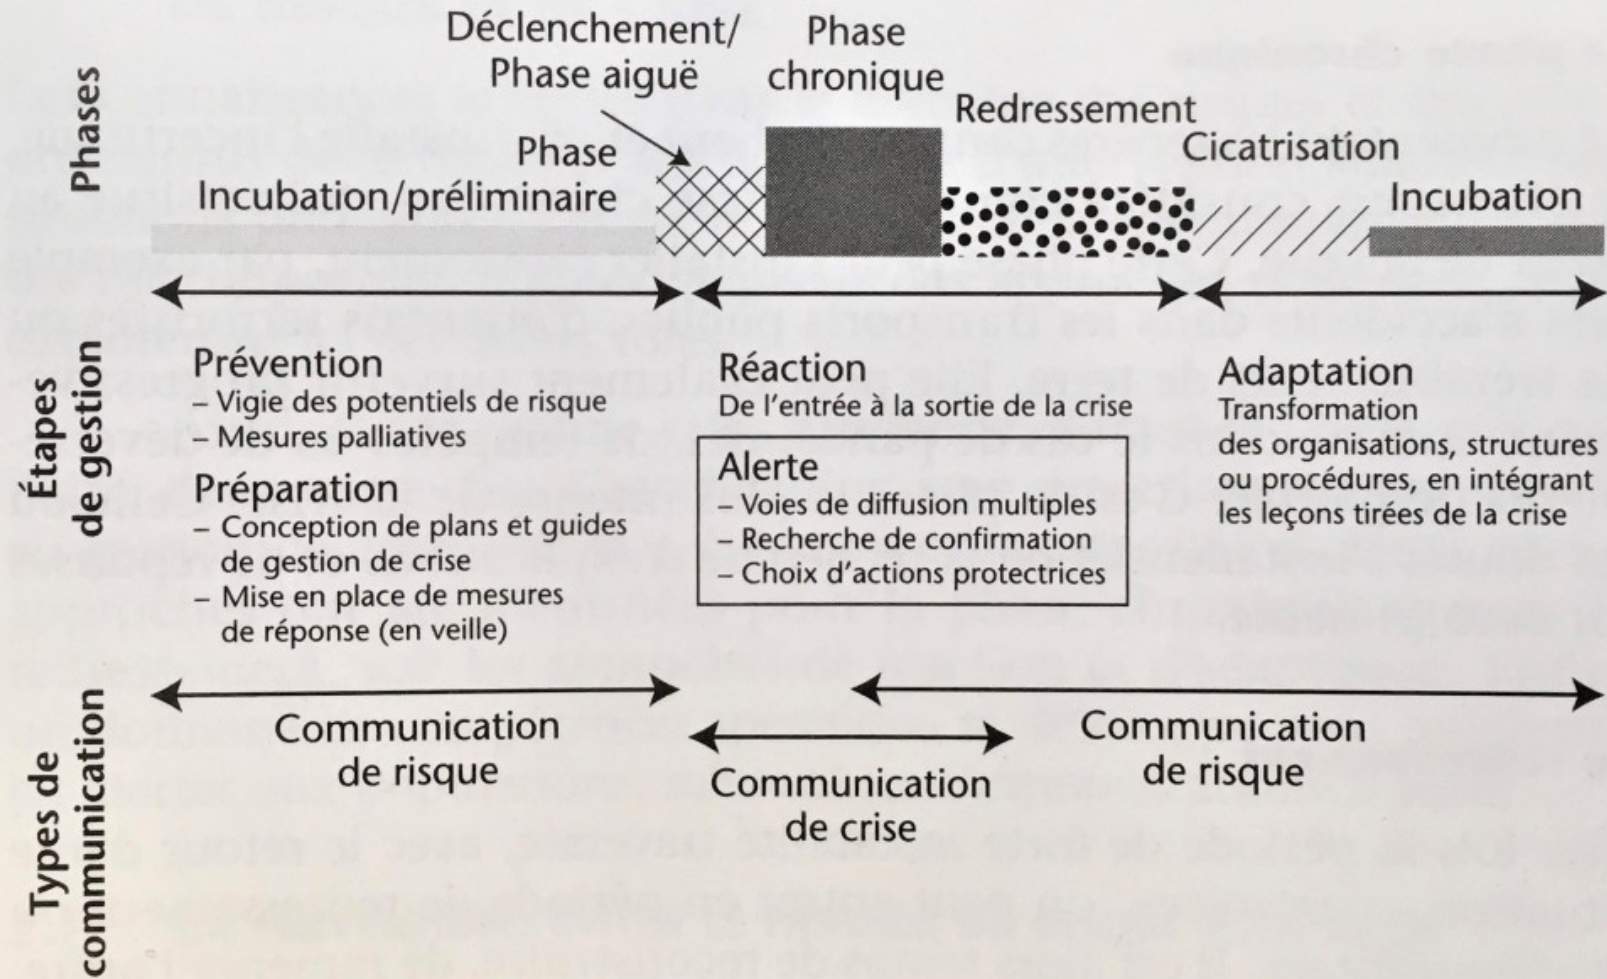 Phases
Déclenchement/
Phase aiguë
Phase
chronique
Redressement
Cicatrisation
Phase
Incubation/préliminaire
Incubation
Étapes
de gestion
Prévention
– Vigie des potentiels de risque
– Mesures palliatives
Préparation
– Conception de plans et guides
de gestion de crise
– Mise en place de mesures
de réponse (en veille)
Réaction
De l'entrée à la sortie de la crise
Alerte
– Voies de diffusion multiples
– Recherche de confirmation
– Choix d'actions protectrices
Adaptation
Transformation
des organisations, structures
ou procédures, en intégrant
les leçons tirées de la crise
Types de
communication
Communication
de risque
Communication
de crise
Communication
de risque